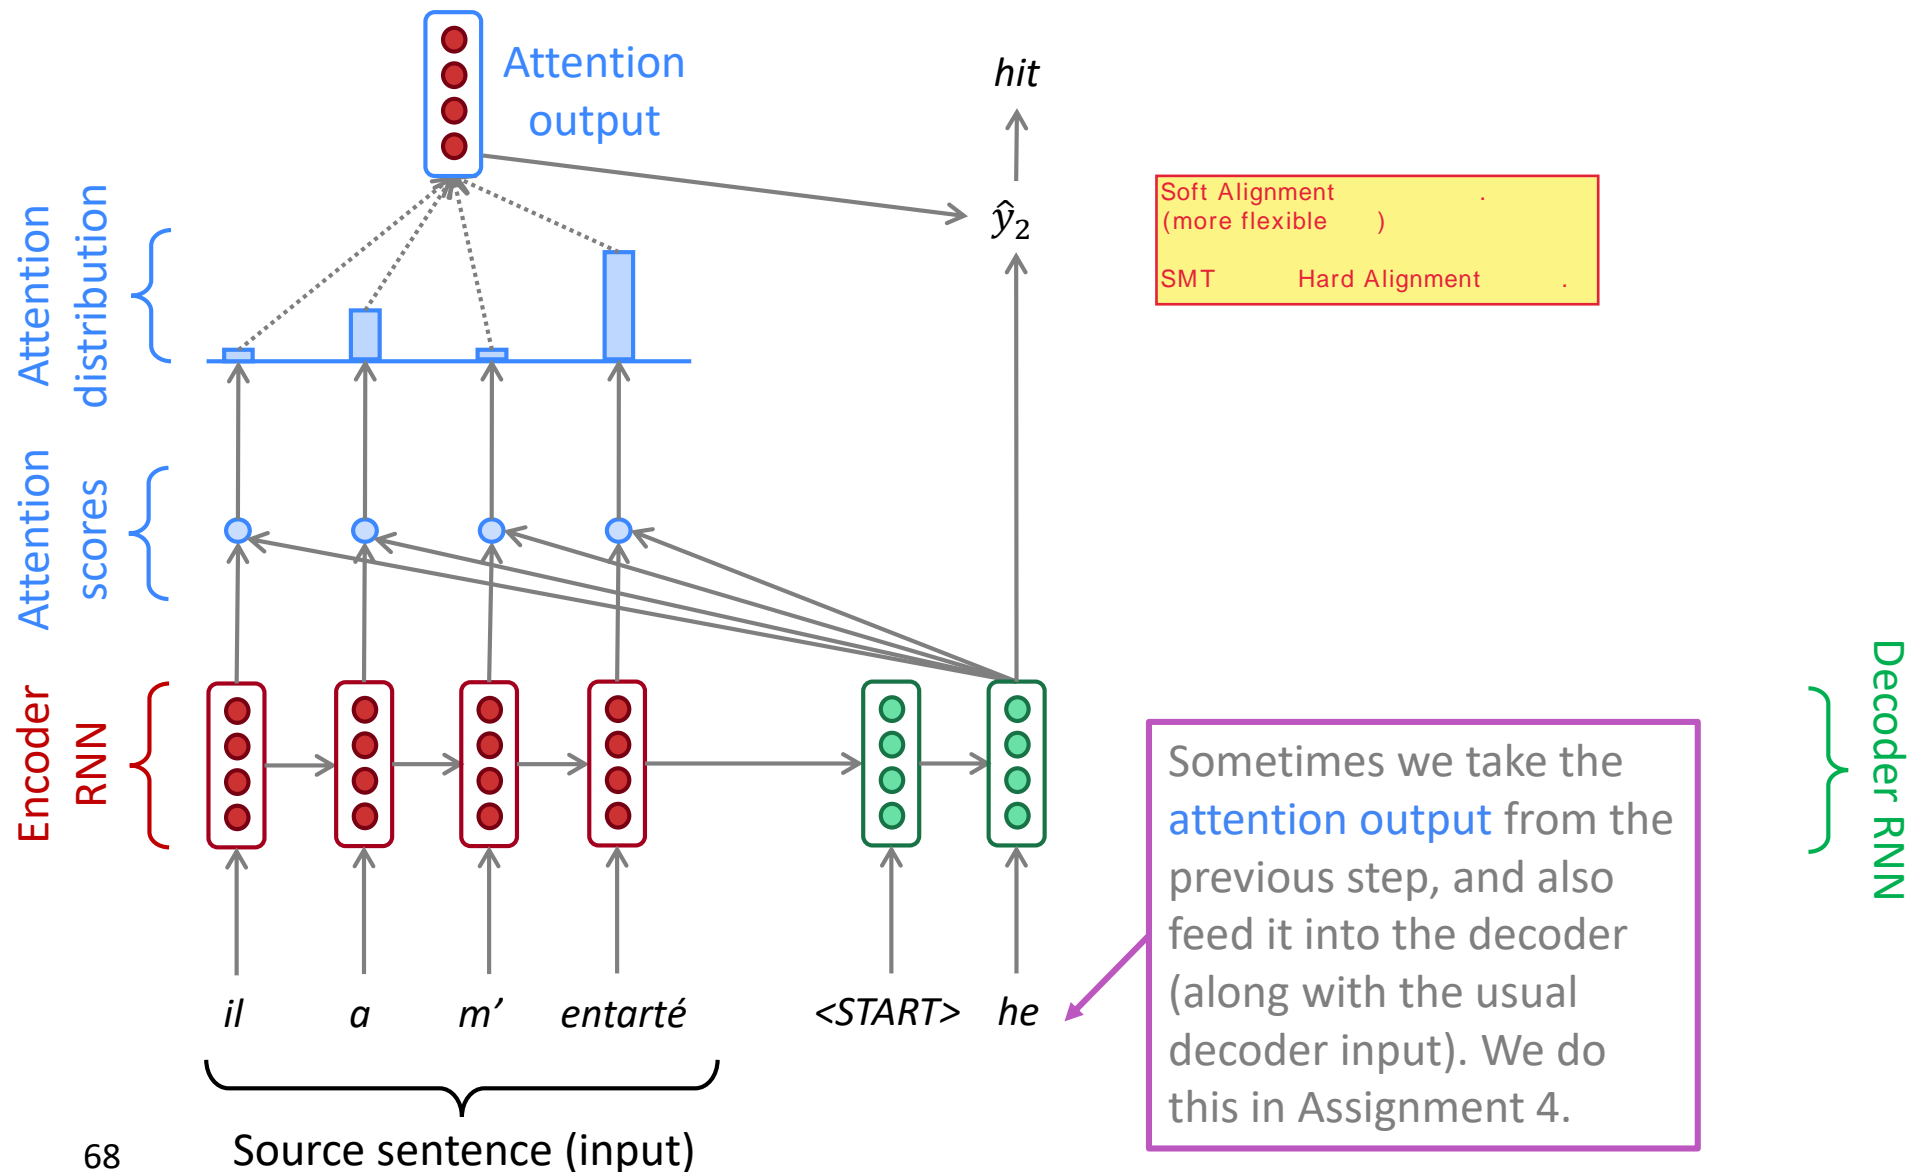 Attention
output
hit
ŷ₂
Soft Alignment .
(more flexible )
SMT Hard Alignment .
Attention
distribution
Attention
scores
Encoder
RNN
Decoder RNN
Sometimes we take the
attention output from the
previous step, and also
feed it into the decoder
(along with the usual
decoder input). We do
this in Assignment 4.
il a m’ entarté <START> he
Source sentence (input)
68